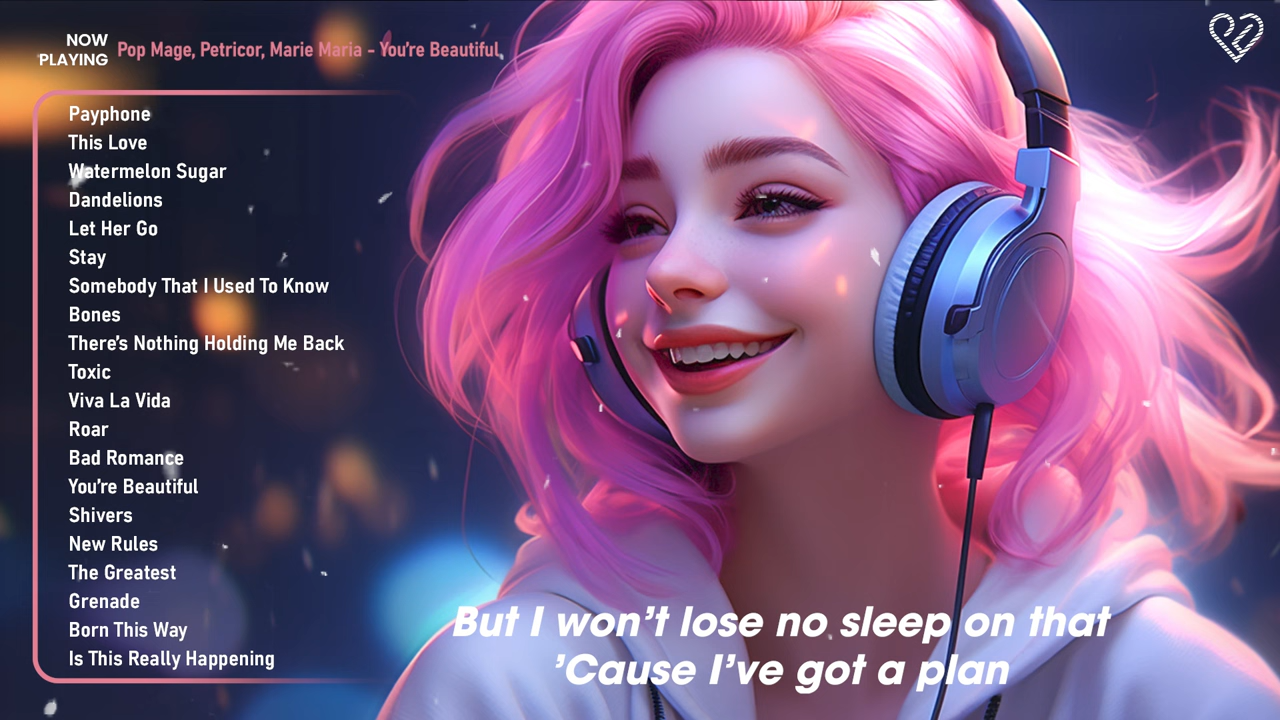 NOW
PLAYING
Pop Mage, Petricor, Marie Maria - You're Beautiful
Payphone
This Love
Watermelon Sugar
Dandelions
Let Her Go
Stay
Somebody That I Used To Know
Bones
There's Nothing Holding Me Back
Toxic
Viva La Vida
Roar
Bad Romance
You're Beautiful
Shivers
New Rules
The Greatest
Grenade
Born This Way
Is This Really Happening
But I won't lose no sleep on that
'Cause I've got a plan